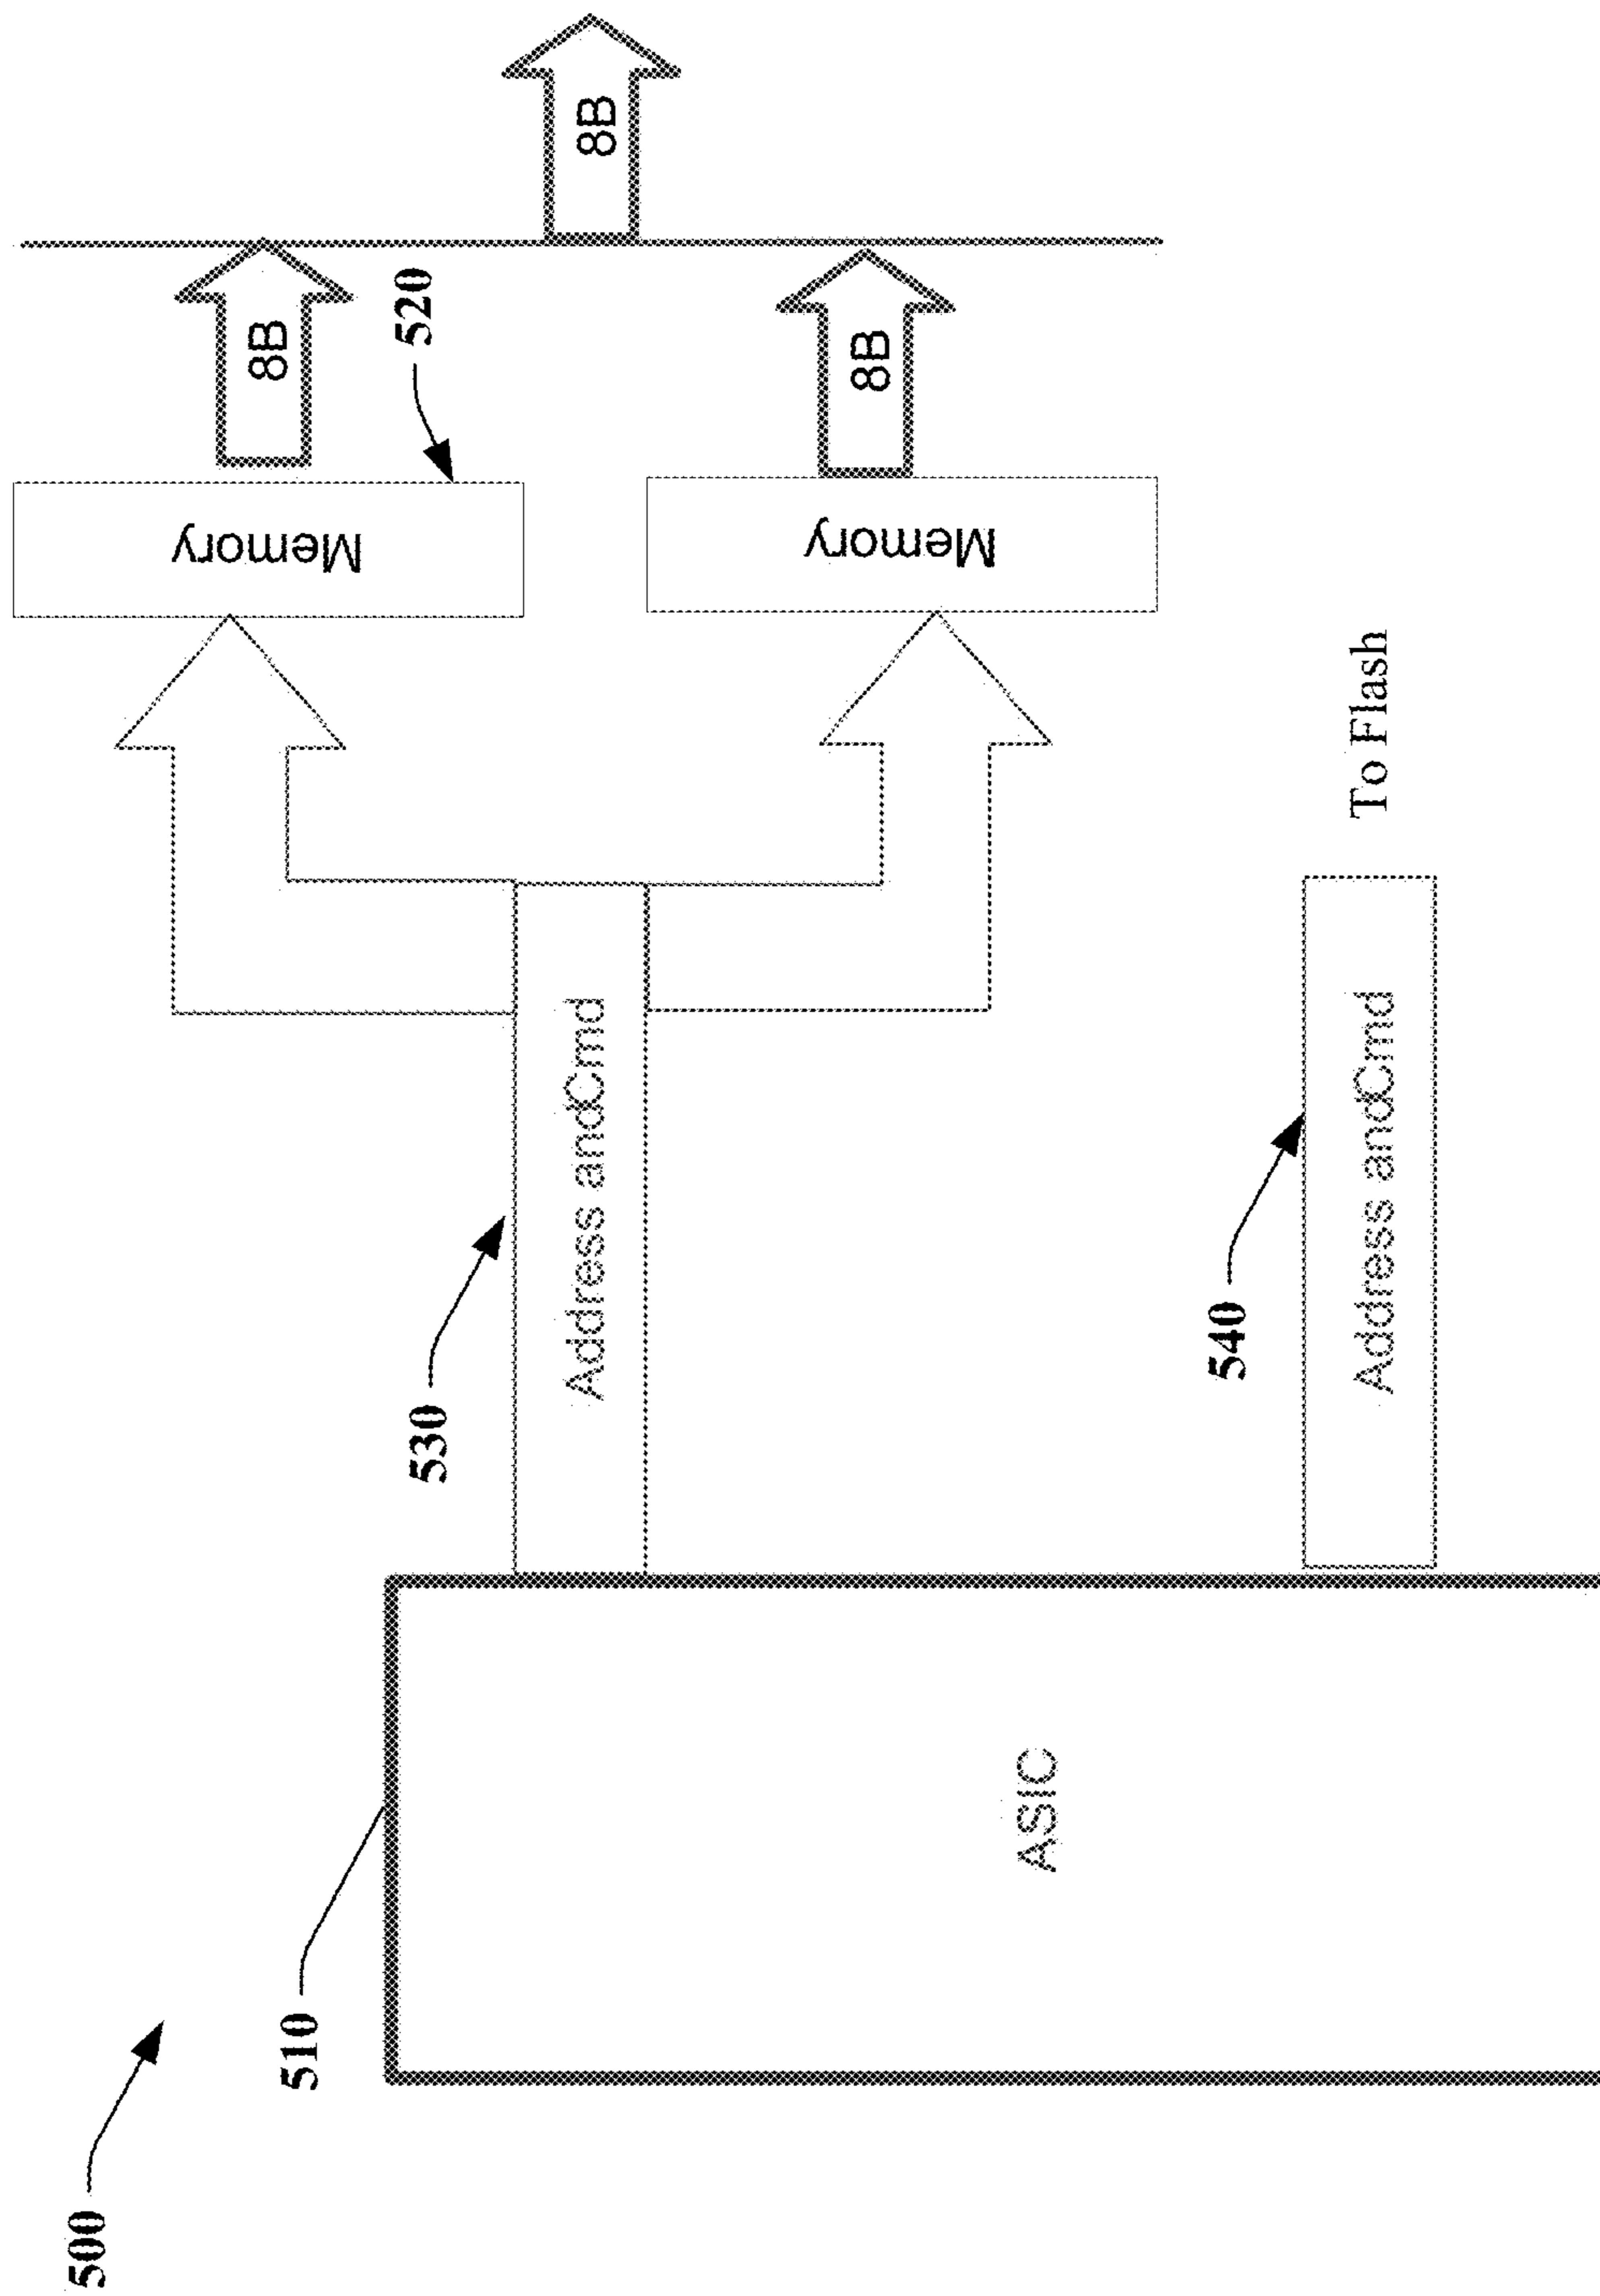 500
Memory
8B
510
520
530
Address andCmd
8B
Memory
8B
ASIC
540
Address andCmd
To Flash